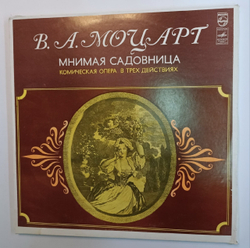 В. А. МОЦАРТ
МНИМАЯ САДОВНИЦА
КОМИЧЕСКАЯ ОПЕРА В ТРЕХ ДЕЙСТВИЯХ